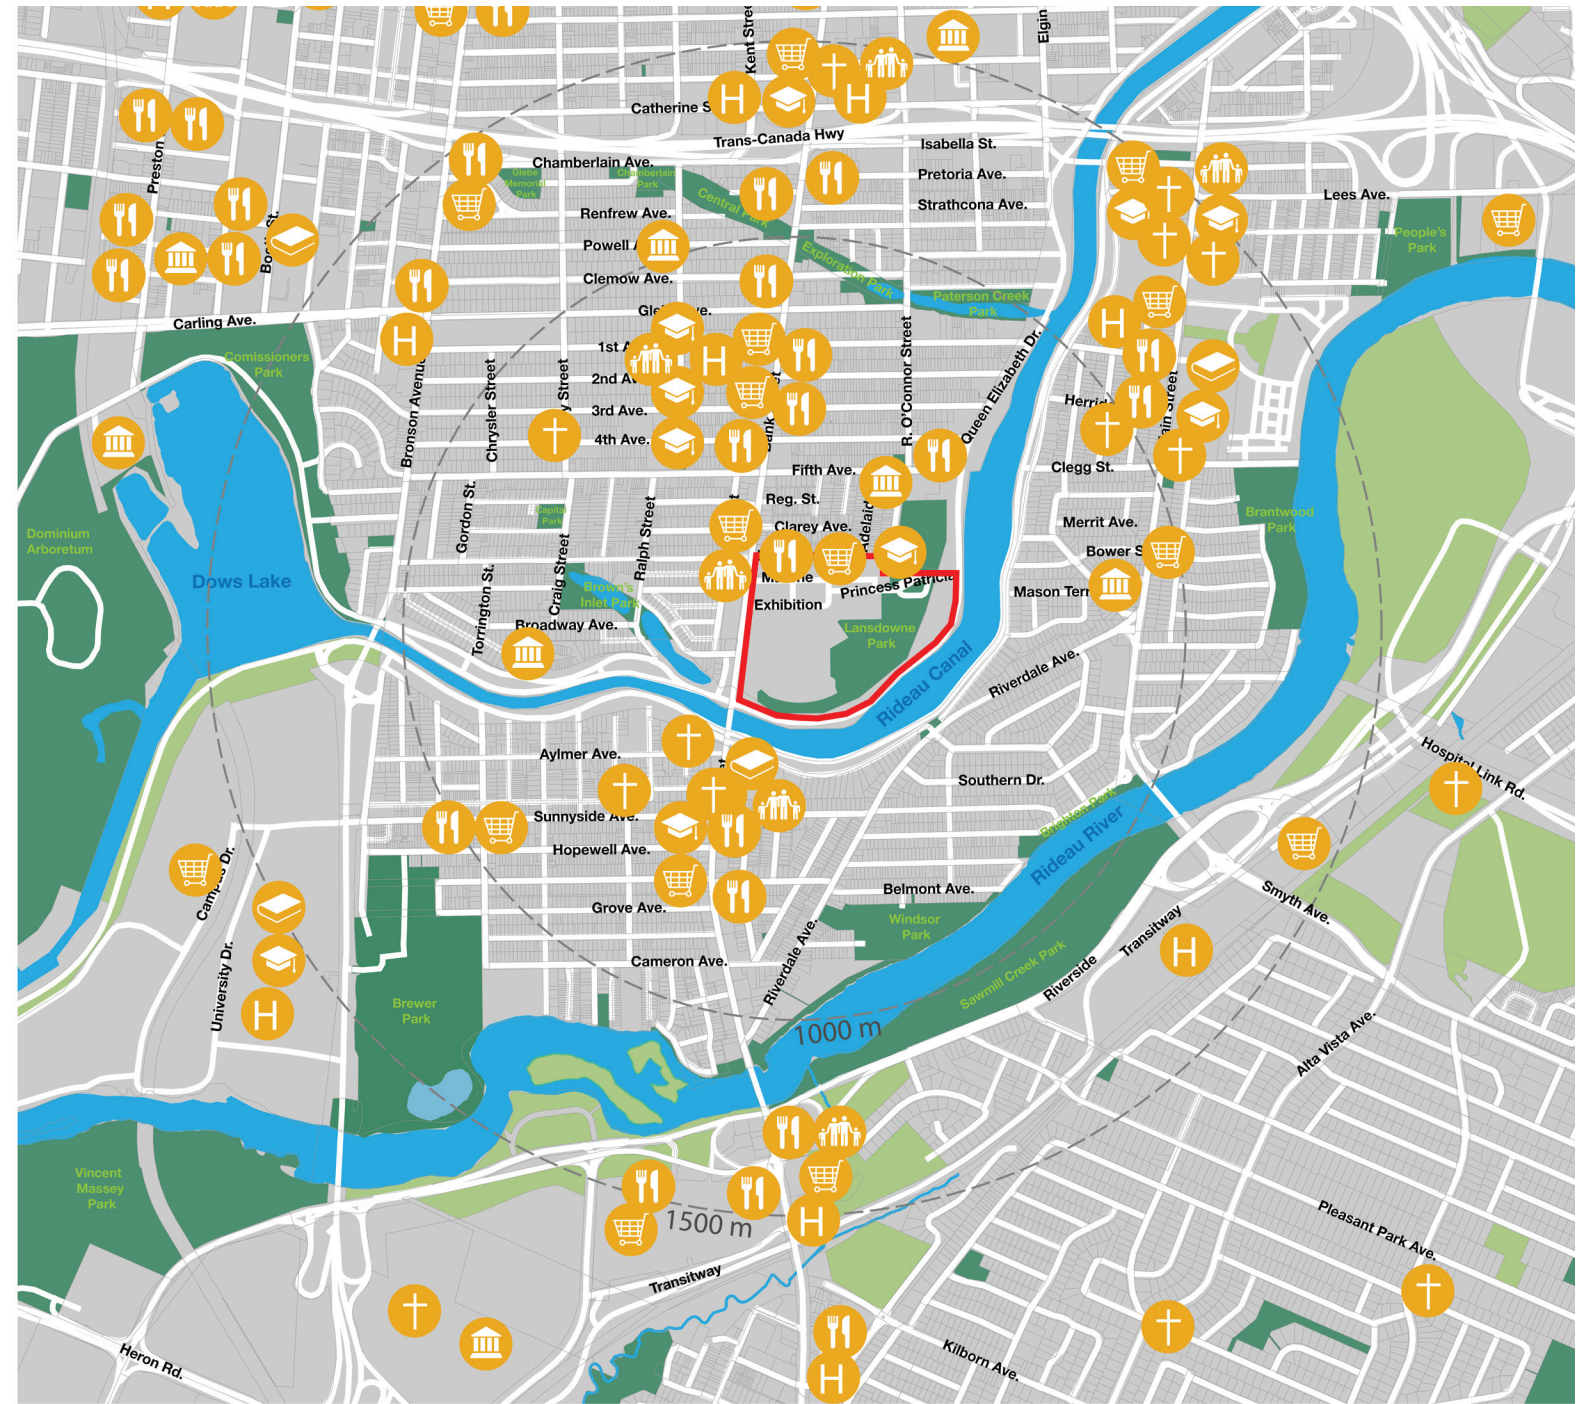 Elgin
Catherine S
Trans-Canada Hwy
Isabella St.
Chamberlain Ave.
Pretoria Ave.
Preston
Glebe
Memorial
Park
Chamberlain
Park
Lees Ave.
Central Park
Strathcona Ave.
Renfrew Ave.
People's
Park
Powell
Exploration Park
Clemow Ave.
Paterson Creek
Park
Carling Ave.
1st
Comissioners
Park
2nd Av
3rd Ave.
4th Ave.
Bronson Avenue
Chrysler Street
R. O'Connor Street
Queen Elizabeth Dr.
Clegg St.
Fifth Ave.
Reg. St.
Clarey Ave.
Gordon St.
Capital
Park
Ralph Street
Brantwood
Park
Merrit Ave.
Bower S
Dominium
Arboretum
Dows Lake
Torrington St.
Craig Street
Brown's
Inlet Park
Princess Patricia
Mason Terr
Exhibition
Broadway Ave.
Lansdowne
Park
Riverdale Ave.
Rideau Canal
Aylmer Ave.
Southern Dr.
Hospital Link Rd.
Sunnyside Ave.
Brighton Park
Rideau River
Hopewell Ave.
Belmont Ave.
Grove Ave.
Campus Dr.
Smyth Ave.
Windsor
Park
University Dr.
Cameron Ave.
Riverdale Ave.
Sawmill Creek Park
Riverside
Transitway
Brewer
Park
1000 m
Alta Vista Ave.
Vincent
Massey
Park
1500 m
Pleasant Park Ave.
Transitway
Heron Rd.
Kilborn Ave.
H
H
H
H
H
H
H
H
H